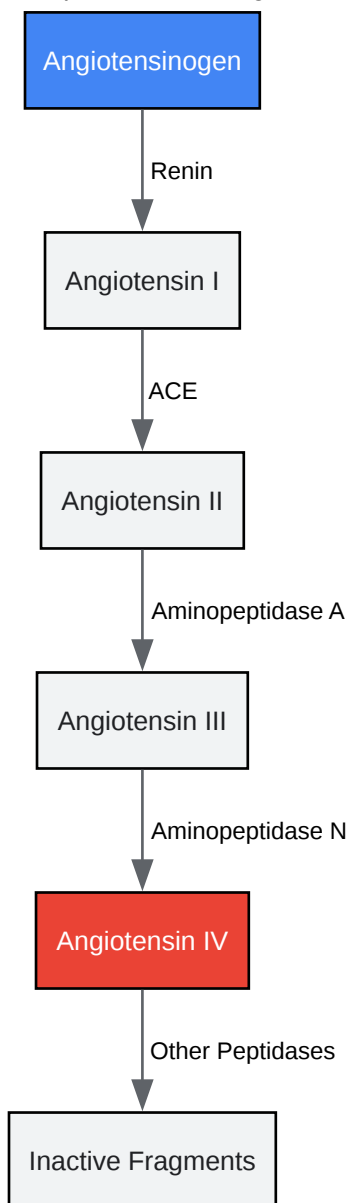 Angiotensinogen
Renin
Angiotensin I
ACE
Angiotensin II
Aminopeptidase A
Angiotensin III
Aminopeptidase N
Angiotensin IV
Other Peptidases
Inactive Fragments